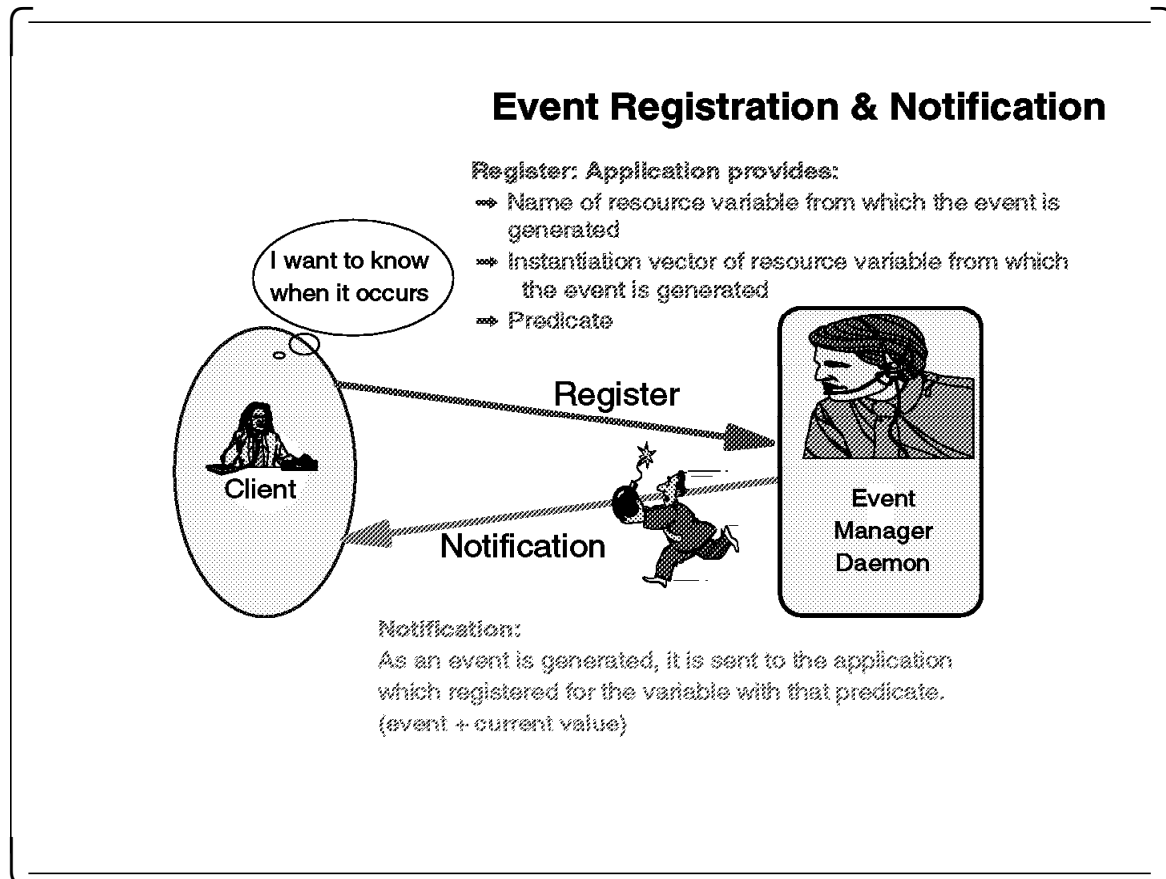 Event Registration & Notification
Register: Application provides:
⇒ Name of resource variable from which the event is
generated
⇒ Instantiation vector of resource variable from which
the event is generated
⇒ Predicate
I want to know
when it occurs
Register
Client
Notification
Event
Manager
Daemon
Notification:
As an event is generated, it is sent to the application
which registered for the variable with that predicate.
(event + current value)